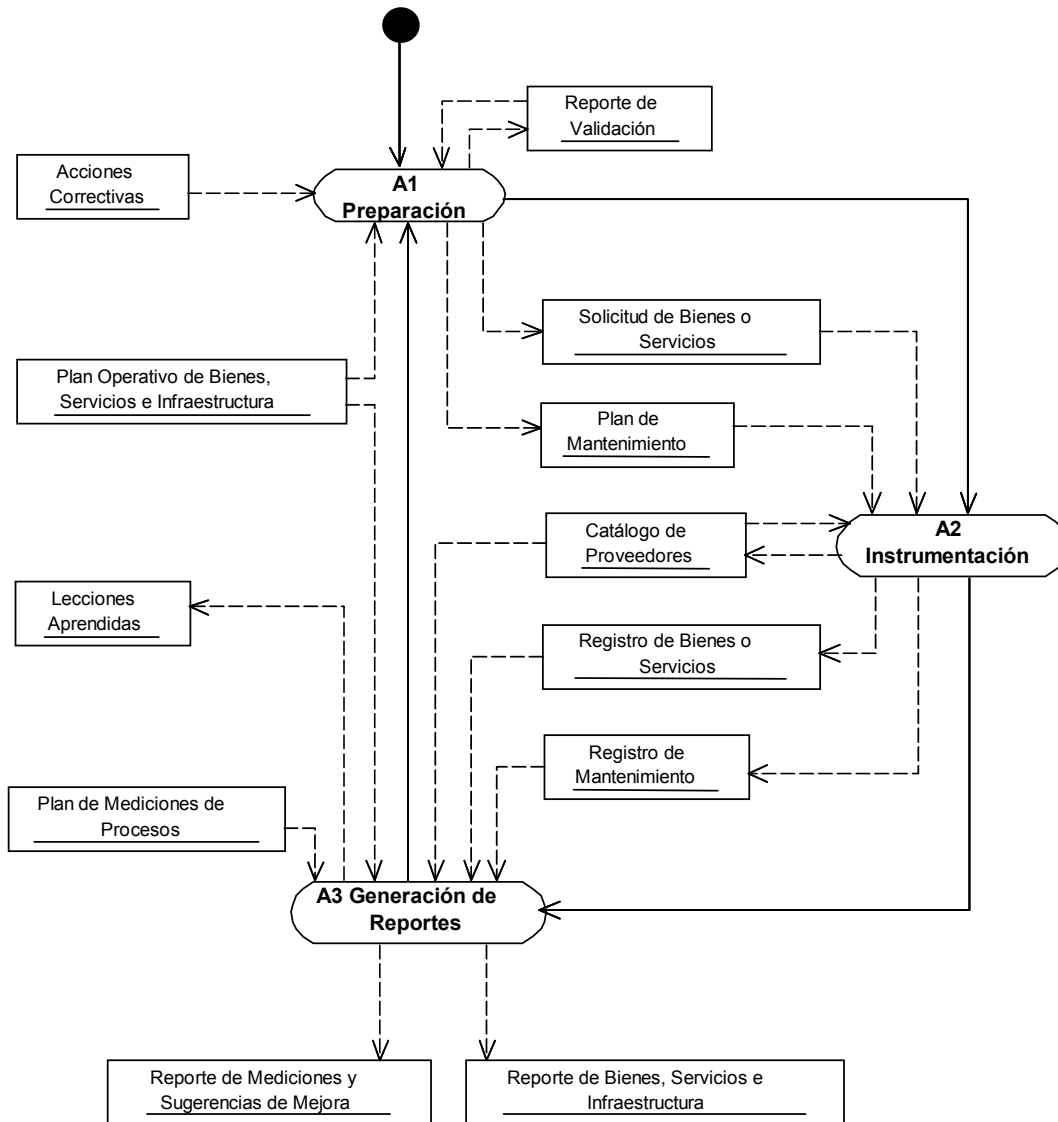 Reporte de
Validación
Acciones
Correctivas
A1
Preparación
Solicitud de Bienes o
Servicios
Plan Operativo de Bienes,
Servicios e Infraestructura
Plan de
Mantenimiento
Catálogo de
Proveedores
A2
Instrumentación
Lecciones
Aprendidas
Registro de Bienes o
Servicios
Registro de
Mantenimiento
Plan de Mediciones de
Procesos
A3 Generación de
Reportes
Reporte de Mediciones y
Sugerencias de Mejora
Reporte de Bienes, Servicios e
Infraestructura